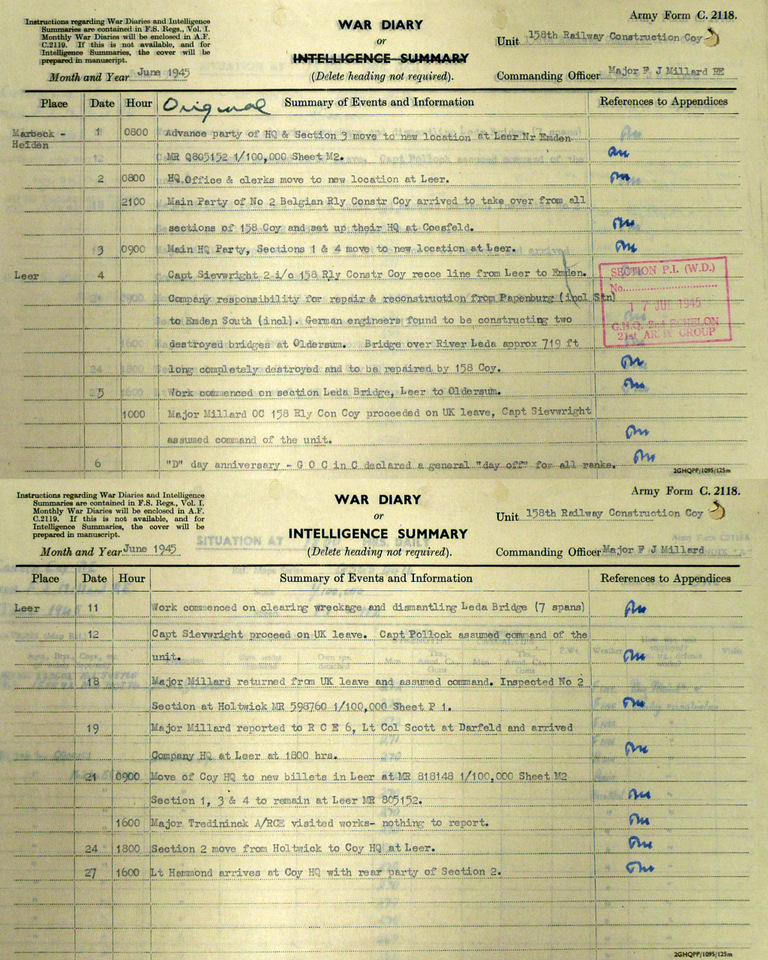 Instructions regarding War Diaries and Intelligence
Summaries are contained in F.S. Regs., Vol. I.
Monthly War Diaries will be enclosed in A.F.
C.2119. If this is not available, and for
Intelligence Summaries, the cover will be
prepared in manuscript.
Month and Year June 1945
WAR DIARY
or
INTELLIGENCE SUMMARY
(Delete heading not required).
Army Form C. 2118.
Unit 158th Railway Construction Coy
Commanding Officer Major F J Millard RE
Place Date Hour Original Summary of Events and Information References to Appendices
Marbeck - 1 0800 Advance party of HQ & Section 3 move to new location at Leer Nr Emden
Heiden
MR Q805152 1/100,000 Sheet M2.
2 0800 HQ Office & clerks move to new location at Leer.
2100 Main Party of No 2 Belgian Rly Constr Coy arrived to take over from all
sections of 158 Coy and set up their HQ at Coesfeld.
3 0900 Main HQ Party, Sections 1 & 4 move to new location at Leer.
Leer 4 Capt Sievwright 2 i/c 158 Rly Constr Coy recce line from Leer to Emden.
Company responsibility for repair & reconstruction from Papenburg (incl Stn)
to Emden South (incl). German engineers found to be constructing two
destroyed bridges at Oldersum. Bridge over River Leda approx 719 ft
long completely destroyed and to be repaired by 158 Coy.
SECTION P.I. (W.D.)
No.
17 JUL 1945
G.H.Q. 2nd ECHELON
21st ARMY GROUP
5 Work commenced on section Leda Bridge, Leer to Oldersum.
1000 Major Millard OC 158 Rly Con Coy proceeded on UK leave, Capt Sievwright
assumed command of the unit.
6 "D" day anniversary - G O C in C declared a general "day off" for all ranks.
2GHQPP/1095/125m
Instructions regarding War Diaries and Intelligence
Summaries are contained in F.S. Regs., Vol. I.
Monthly War Diaries will be enclosed in A.F.
C.2119. If this is not available, and for
Intelligence Summaries, the cover will be
prepared in manuscript.
Month and Year June 1945
WAR DIARY
or
INTELLIGENCE SUMMARY
(Delete heading not required).
Army Form C. 2118.
Unit 158th Railway Construction Coy
Commanding Officer Major F J Millard
Place Date Hour Summary of Events and Information References to Appendices
Leer 11 Work commenced on clearing wreckage and dismantling Leda Bridge (7 spans)
12 Capt Sievwright proceed on UK leave. Capt Pollock assumed command of the
unit.
18 Major Millard returned from UK leave and assumed command. Inspected No 2
Section at Holtwick MR 598760 1/100,000 Sheet P 1.
19 Major Millard reported to R C E 6, Lt Col Scott at Darfeld and arrived
Company HQ at Leer at 1800 hrs.
21 0900 Move of Coy HQ to new billets in Leer at MR 818148 1/100,000 Sheet M2
Section 1, 3 & 4 to remain at Leer MR 805152.
1600 Major Tredininck A/RCE visited works- nothing to report.
24 1800 Section 2 move from Holtwick to Coy HQ at Leer.
27 1600 Lt Hammond arrives at Coy HQ with rear party of Section 2.
2GHQPP/1095/125m